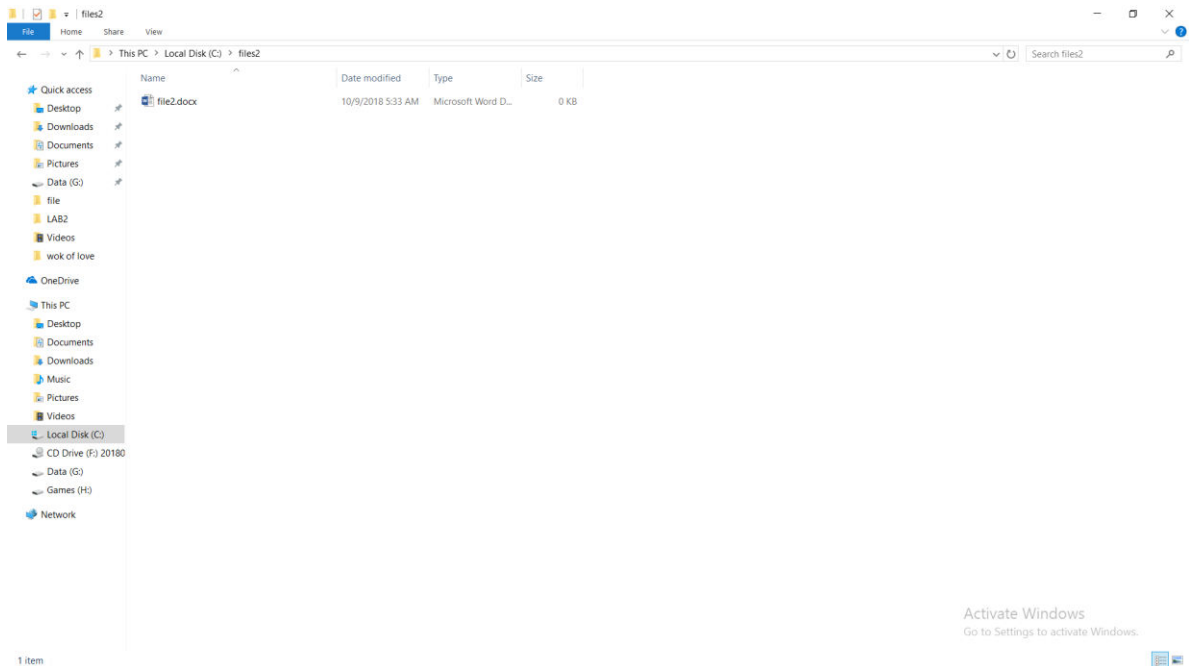 files2
File Home Share View
This PC > Local Disk (C:) > files2
Search files2
Name Date modified Type Size
file2.docx 10/9/2018 5:33 AM Microsoft Word D... 0 KB
Quick access
Desktop
Downloads
Documents
Pictures
Data (G:)
file
LAB2
Videos
wok of love
OneDrive
This PC
Desktop
Documents
Downloads
Music
Pictures
Videos
Local Disk (C:)
CD Drive (F:) 20180
Data (G:)
Games (H:)
Network
Activate Windows
Go to Settings to activate Windows.
1 item